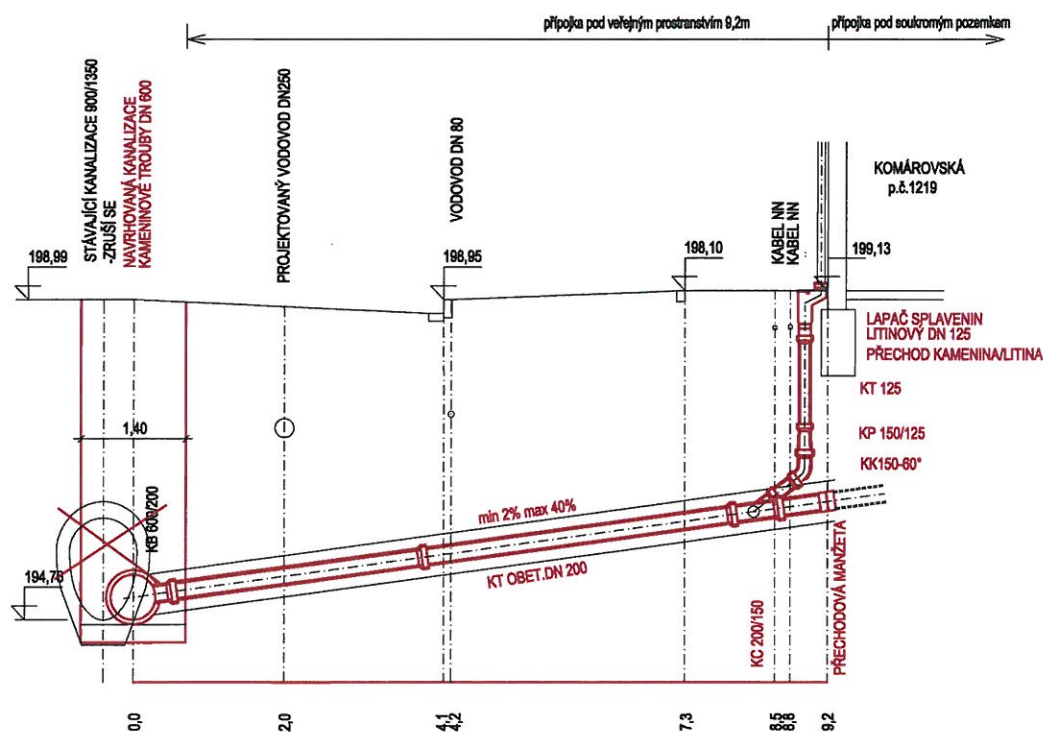 přípojka pod veřejným prostranstvím 9,2m
přípojka pod soukromým pozemkem
STÁVAJÍCÍ KANALIZACE 900/1350
-ZRUŠÍ SE
NAVRHOVANÁ KANALIZACE
KAMENINOVÉ TROUBY DN 600
PROJEKTOVANÝ VODOVOD DN250
VODOVOD DN 80
KABEL NN
KABEL NN
KOMÁROVSKÁ
p.č.1219
198,99
198,95
198,10
199,13
LAPAČ SPLAVENIN
LITINOVÝ DN 125
PŘECHOD KAMENINA/LITINA
KT 125
1,40
KP 150/125
KK150-60°
KB 600/200
min 2% max 40%
194,78
KT OBET.DN 200
KC 200/150
PŘECHODOVÁ MANŽETA
0,0
2,0
4,1
4,2
7,3
8,5
8,8
9,2